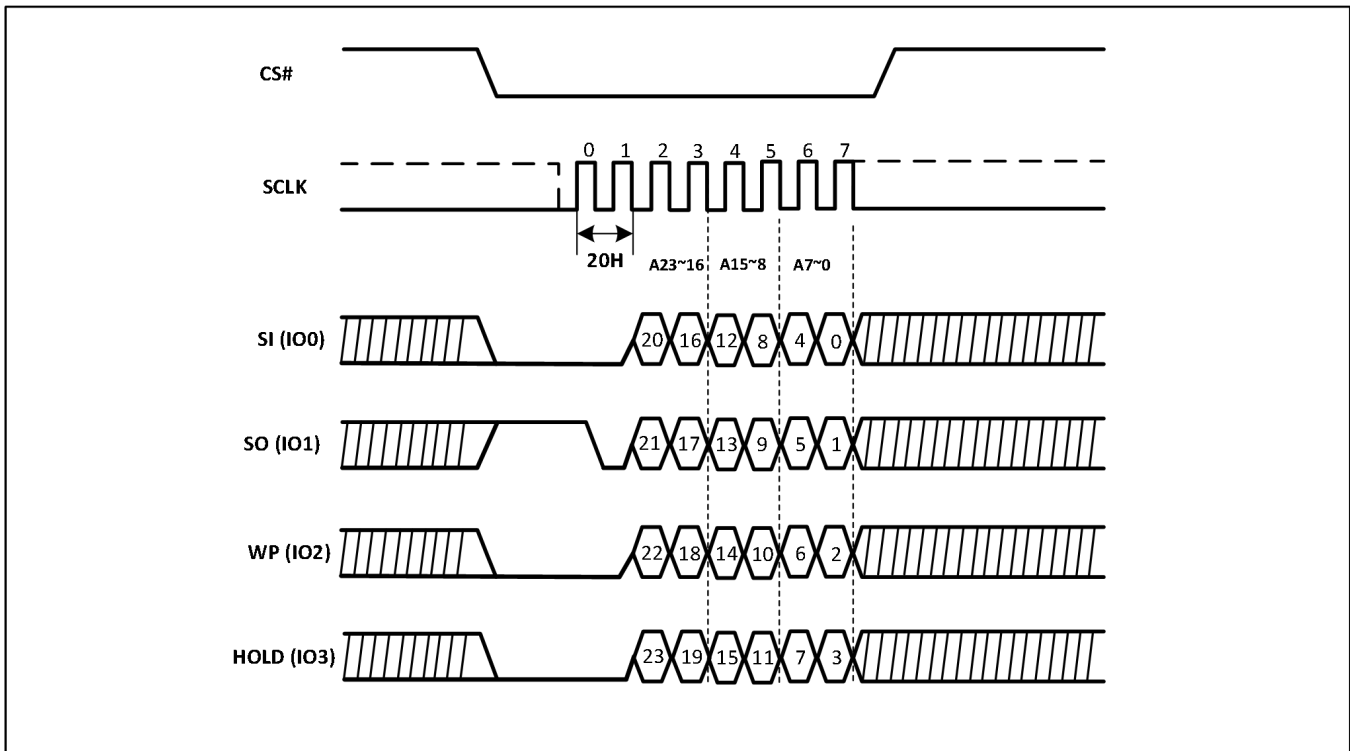 CS#
0 1 2 3 4 5 6 7
SCLK
20H A23~16 A15~8 A7~0
SI (IO0) 20 16 12 8 4 0
SO (IO1) 21 17 13 9 5 1
WP (IO2) 22 18 14 10 6 2
HOLD (IO3) 23 19 15 11 7 3